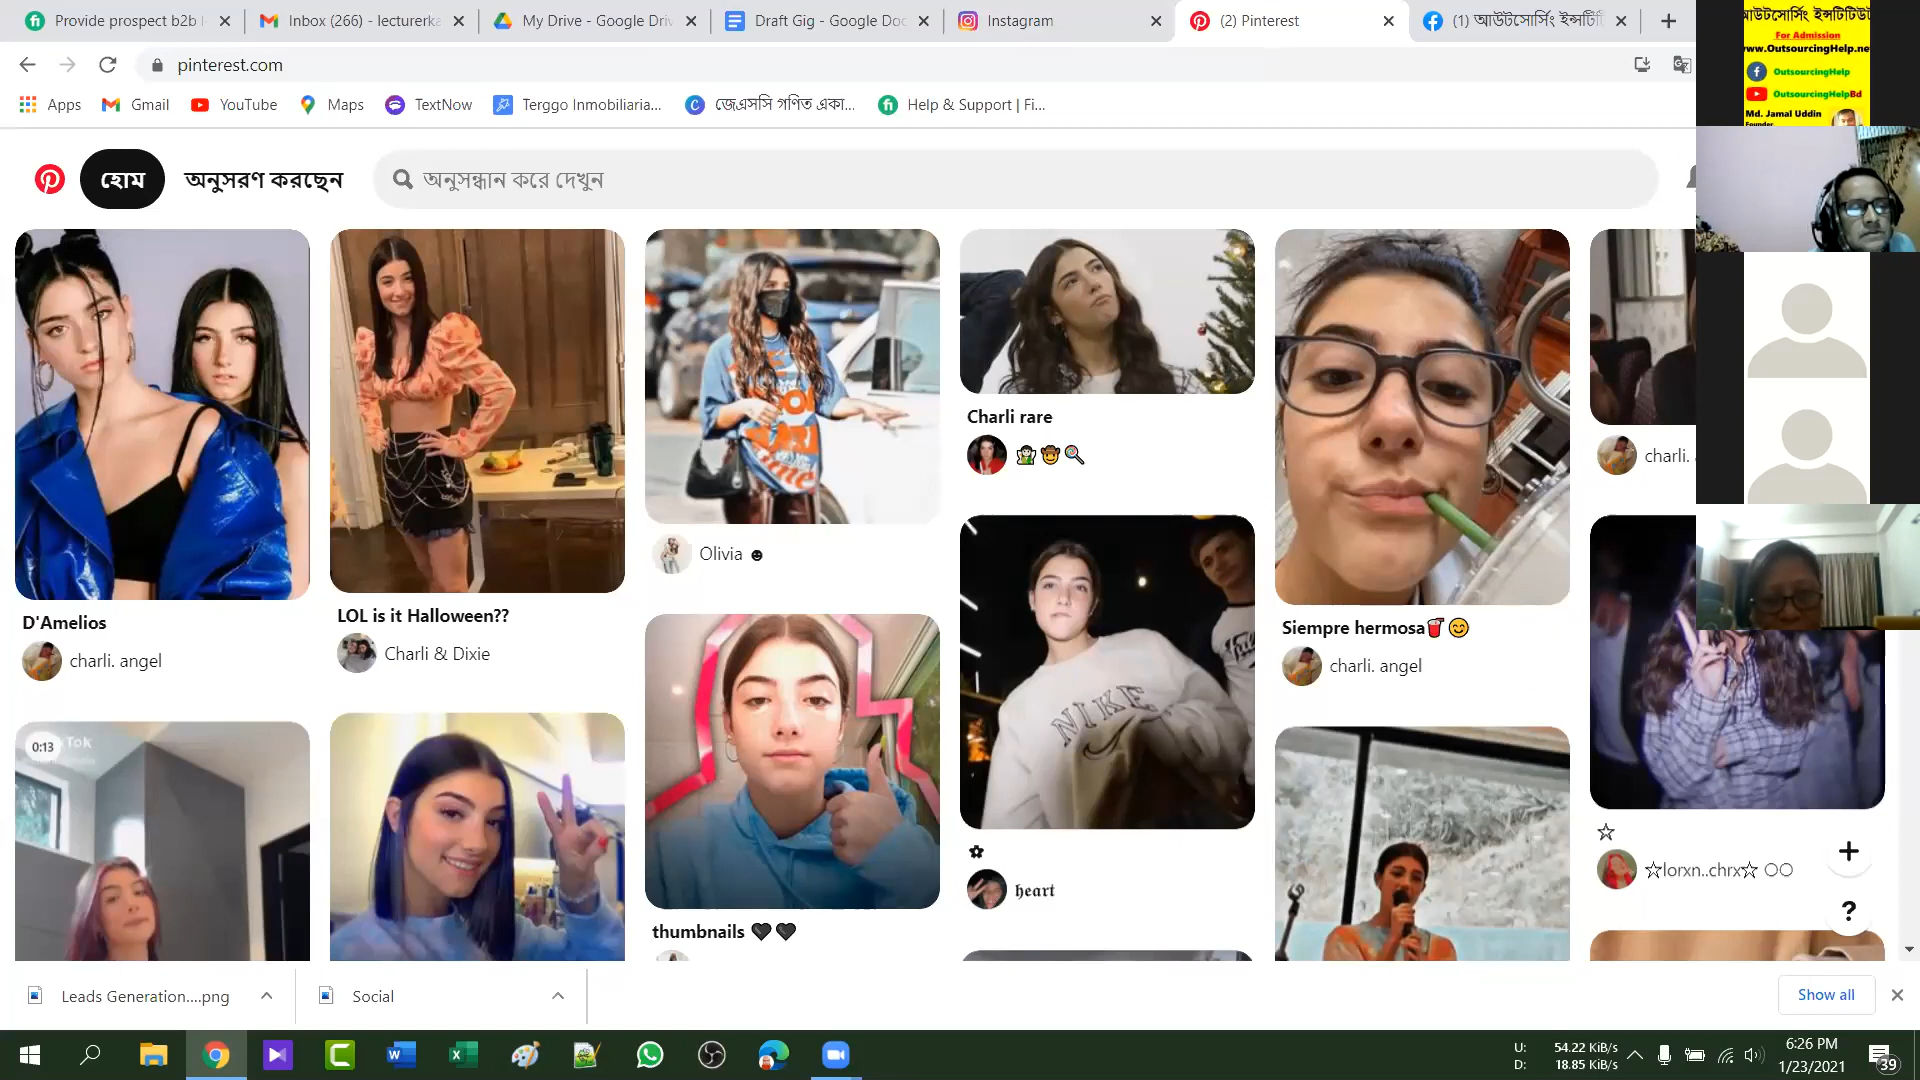 Provide prospect b2b
Inbox (266) - lecturerka
My Drive - Google Driv
Draft Gig - Google Doc
Instagram
(2) Pinterest
(1) আউটসোর্সিং ইন্সটিটি
pinterest.com
Apps
Gmail
YouTube
Maps
TextNow
Terggo Inmobiliaria...
জেএসসি গণিত একা...
Help & Support | Fi...
হোম
অনুসরণ করছেন
অনুসন্ধান করে দেখুন
আউটসোর্সিং ইন্সটিটিউট
For Admission
www.OutsourcingHelp.ne
OutsourcingHelp
OutsourcingHelpBd
Md. Jamal Uddin
Founder
D'Amelios
charli. angel
LOL is it Halloween??
Charli & Dixie
Olivia ☻
Charli rare
🧚🏻🤠🍭
Siempre hermosa🥤😊
charli. angel
charli.
NIKE
0:13
Tok
thumbnails 🖤🖤
✿
𝖍𝖊𝖆𝖗𝖙
☆
☆lorxn..chrx☆ ○○
+
?
Leads Generation....png
Social
Show all
U: 54.22 KiB/s
D: 18.85 KiB/s
6:26 PM
1/23/2021
39